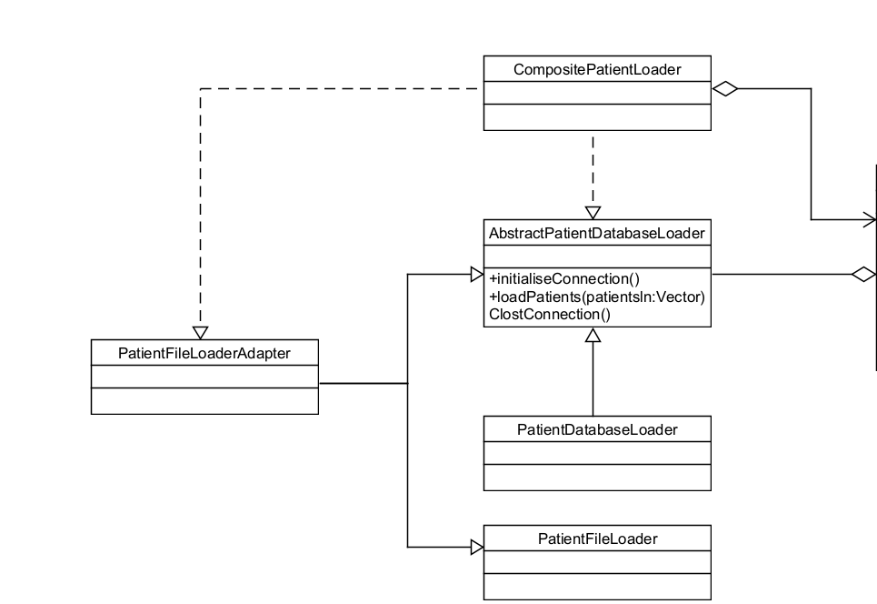 CompositePatientLoader
AbstractPatientDatabaseLoader
+initialiseConnection()
+loadPatients(patientsIn:Vector)
ClostConnection()
PatientFileLoaderAdapter
PatientDatabaseLoader
PatientFileLoader